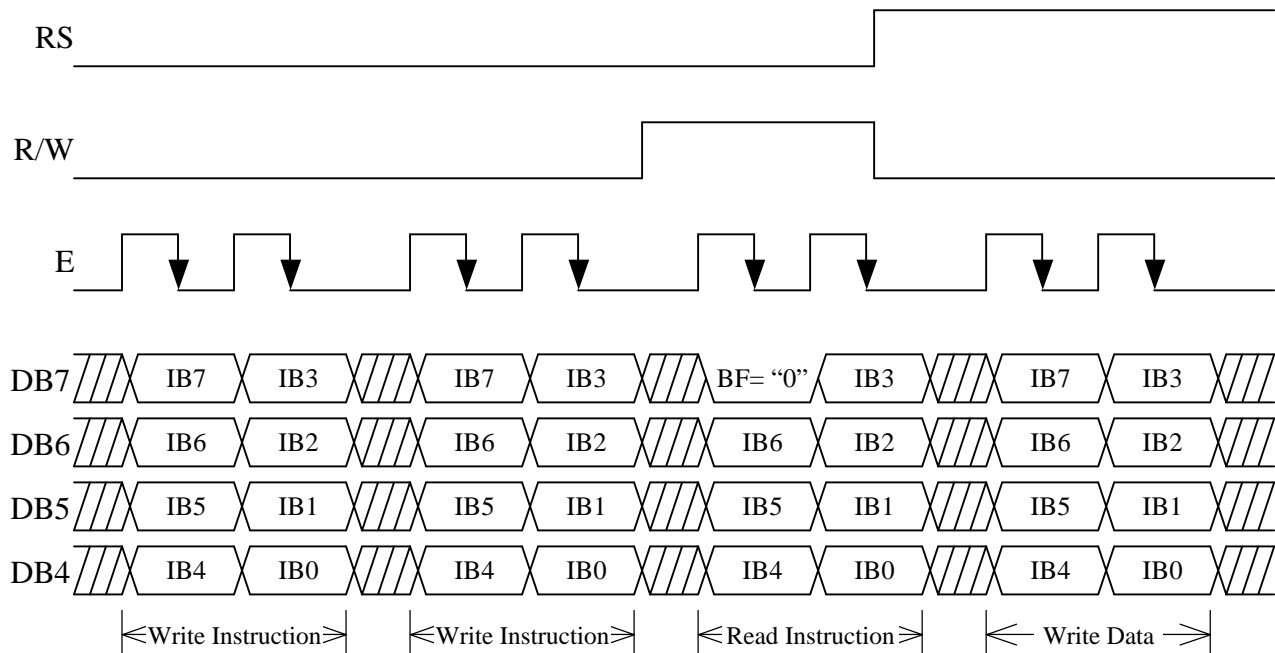 RS
R/W
E
DB7 IB7 IB3 IB7 IB3 BF= “0” IB3 IB7 IB3
DB6 IB6 IB2 IB6 IB2 IB6 IB2 IB6 IB2
DB5 IB5 IB1 IB5 IB1 IB5 IB1 IB5 IB1
DB4 IB4 IB0 IB4 IB0 IB4 IB0 IB4 IB0
Write Instruction Write Instruction Read Instruction Write Data